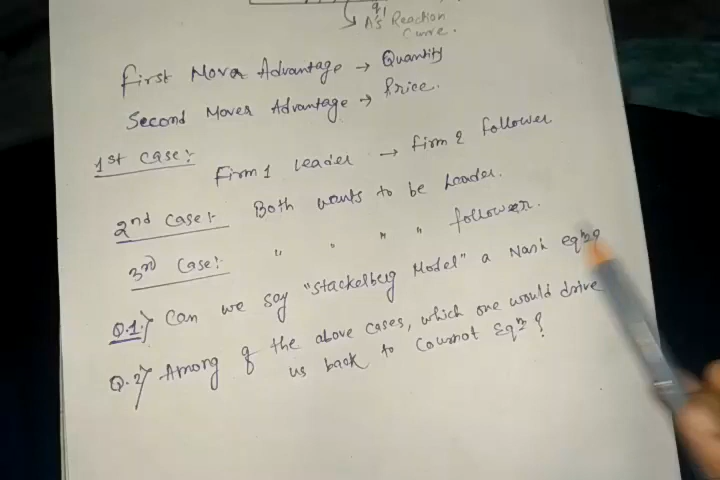 q1
A's Reaction
Curve.
First Mover Advantage → Quantity
Second Mover Advantage → Price.
1st Case:- Firm 1 Leader → Firm 2 follower
2nd Case:- Both wants to be Leader.
3rd Case:- " " " " follower.
Q.1) Can we say "Stackelberg Model" a Nash eqm?
Q.2) Among of the above cases, which one would drive
us back to Cournot Eqm?